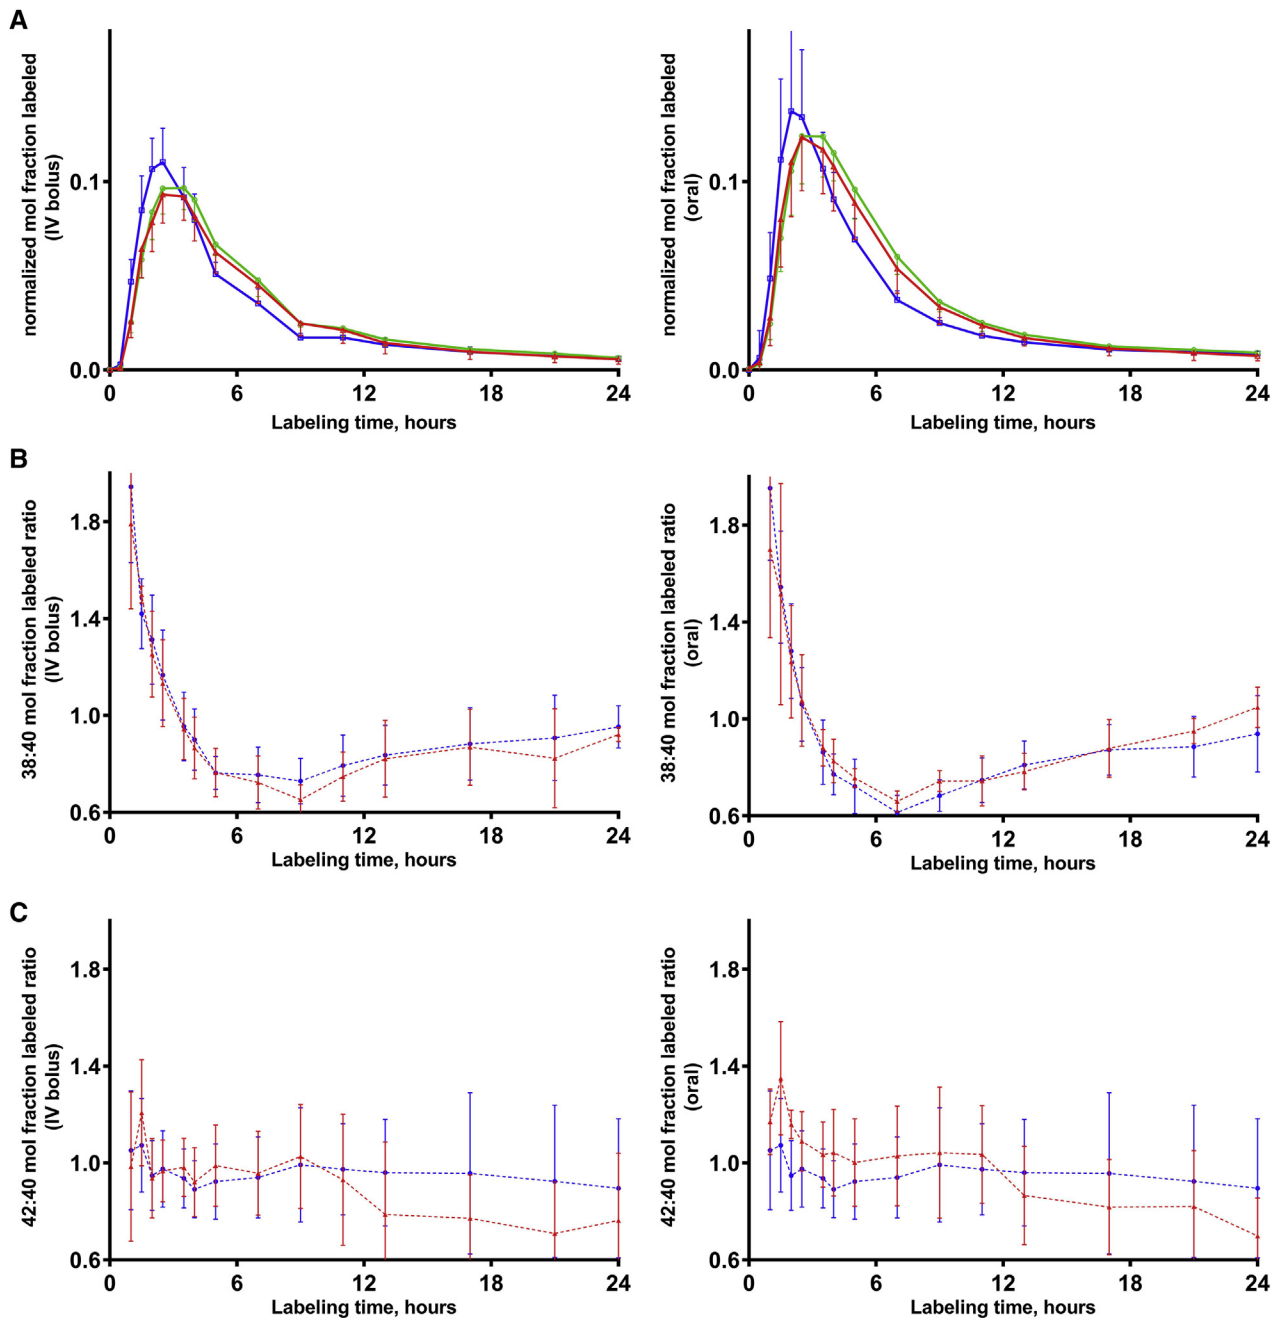 A
normalized mol fraction labeled
(IV bolus)
0.1
0.0
0 6 12 18 24
Labeling time, hours
normalized mol fraction labeled
(oral)
0.1
0.0
0 6 12 18 24
Labeling time, hours
B
38:40 mol fraction labeled ratio
(IV bolus)
1.8
1.4
1.0
0.6
0 6 12 18 24
Labeling time, hours
38:40 mol fraction labeled ratio
(oral)
1.8
1.4
1.0
0.6
0 6 12 18 24
Labeling time, hours
C
42:40 mol fraction labeled ratio
(IV bolus)
1.8
1.4
1.0
0.6
0 6 12 18 24
Labeling time, hours
42:40 mol fraction labeled ratio
(oral)
1.8
1.4
1.0
0.6
0 6 12 18 24
Labeling time, hours